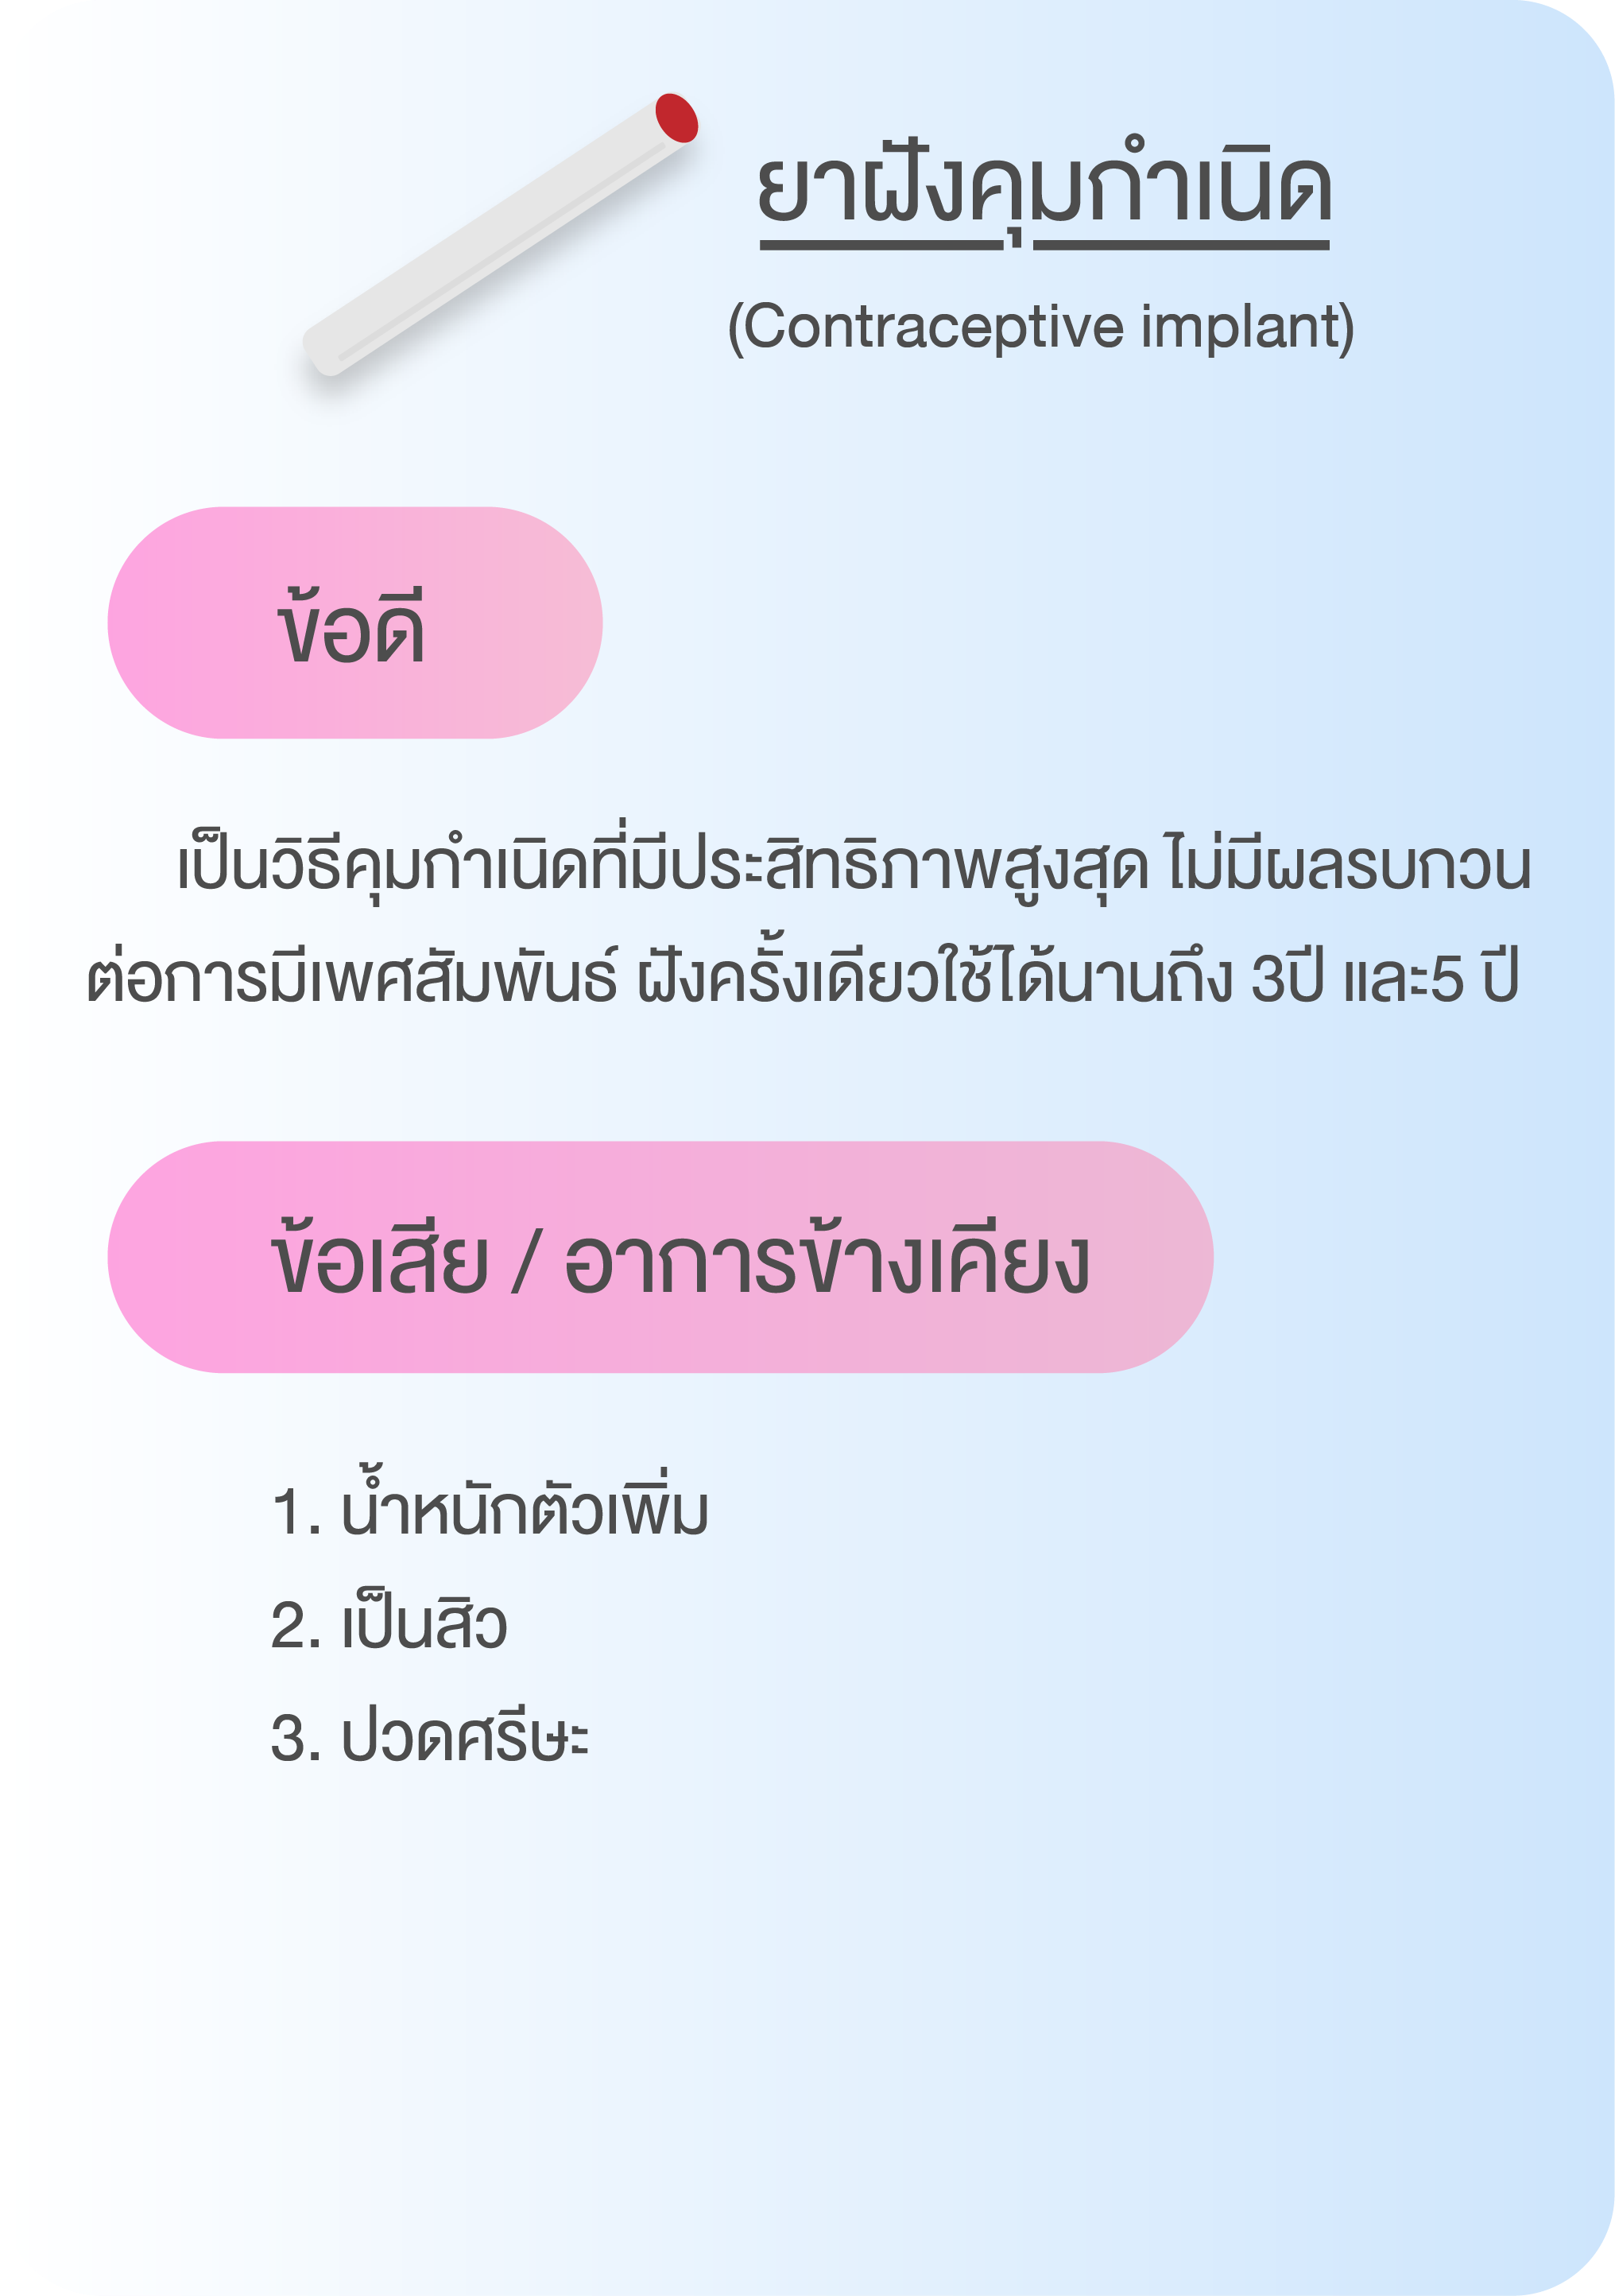 ยาฝังคุมกำเนิด
(Contraceptive implant)
ข้อดี
เป็นวิธีคุมกำเนิดที่มีประสิทธิภาพสูงสุด ไม่มีผลรบกวน
ต่อการมีเพศสัมพันธ์ ฝังครั้งเดียวใช้ได้นานถึง 3ปี และ5 ปี
ข้อเสีย / อาการข้างเคียง
1. น้ำหนักตัวเพิ่ม
2. เป็นสิว
3. ปวดศรีษะ